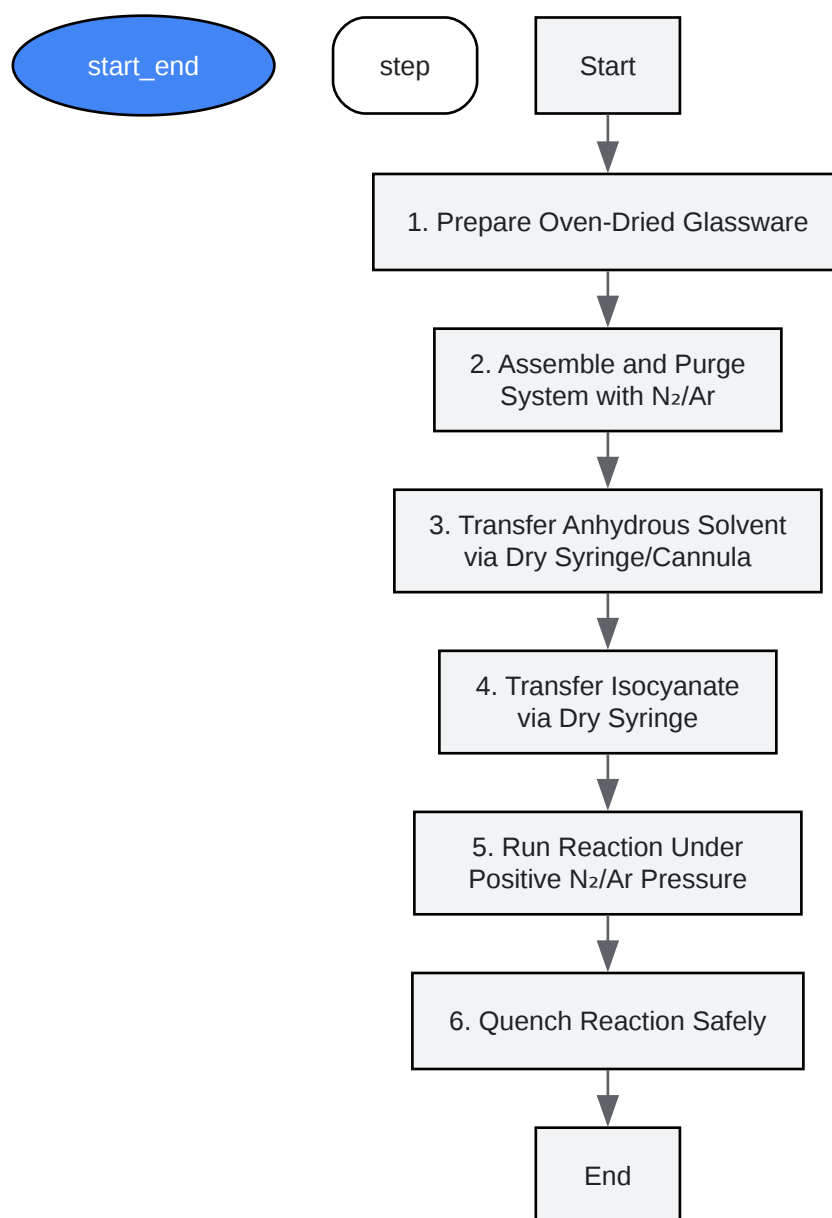 start_end
step
Start
1. Prepare Oven-Dried Glassware
2. Assemble and Purge
System with N₂/Ar
3. Transfer Anhydrous Solvent
via Dry Syringe/Cannula
4. Transfer Isocyanate
via Dry Syringe
5. Run Reaction Under
Positive N₂/Ar Pressure
6. Quench Reaction Safely
End